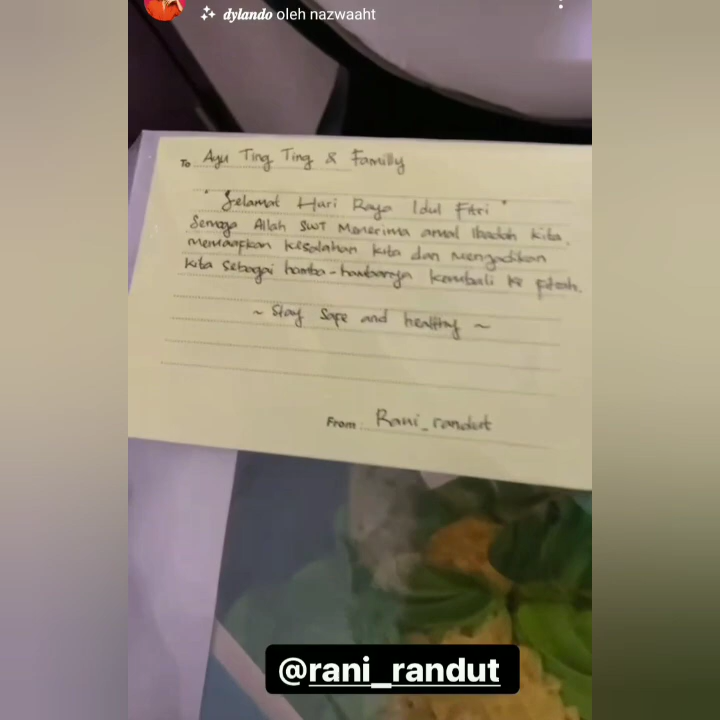 dylando oleh nazwaaht
To Ayu Ting Ting & Familly
"Selamat Hari Raya Idul Fitri"
Semoga Allah SWT Menerima amal Ibadah kita,
memaafkan kesalahan kita dan Mengadikan
kita sebagai hamba-hambanya kembali ke fitrah.
~ Stay Safe and healthy ~
From Rani_randut
@rani_randut